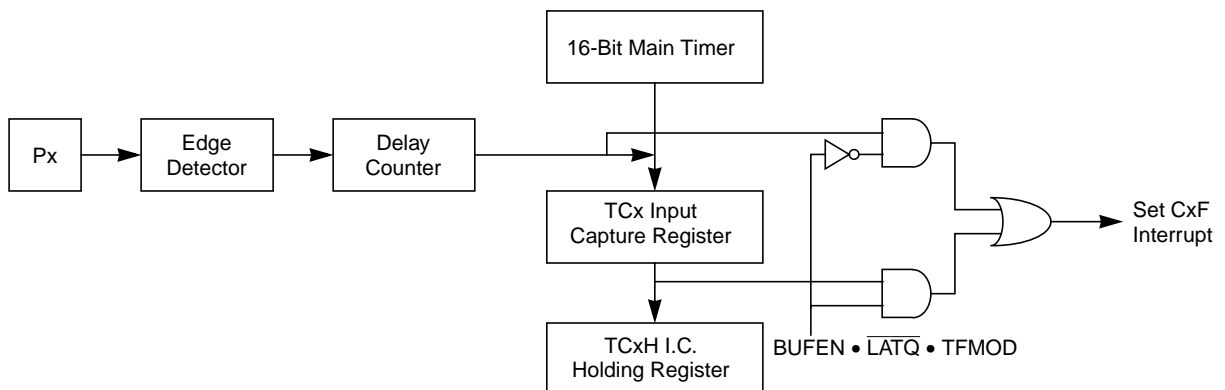 16-Bit Main Timer
Px
Edge
Detector
Delay
Counter
TCx Input
Capture Register
Set CxF
Interrupt
TCxH I.C.
Holding Register
BUFEN • L̅A̅T̅Q̅ • TFMOD